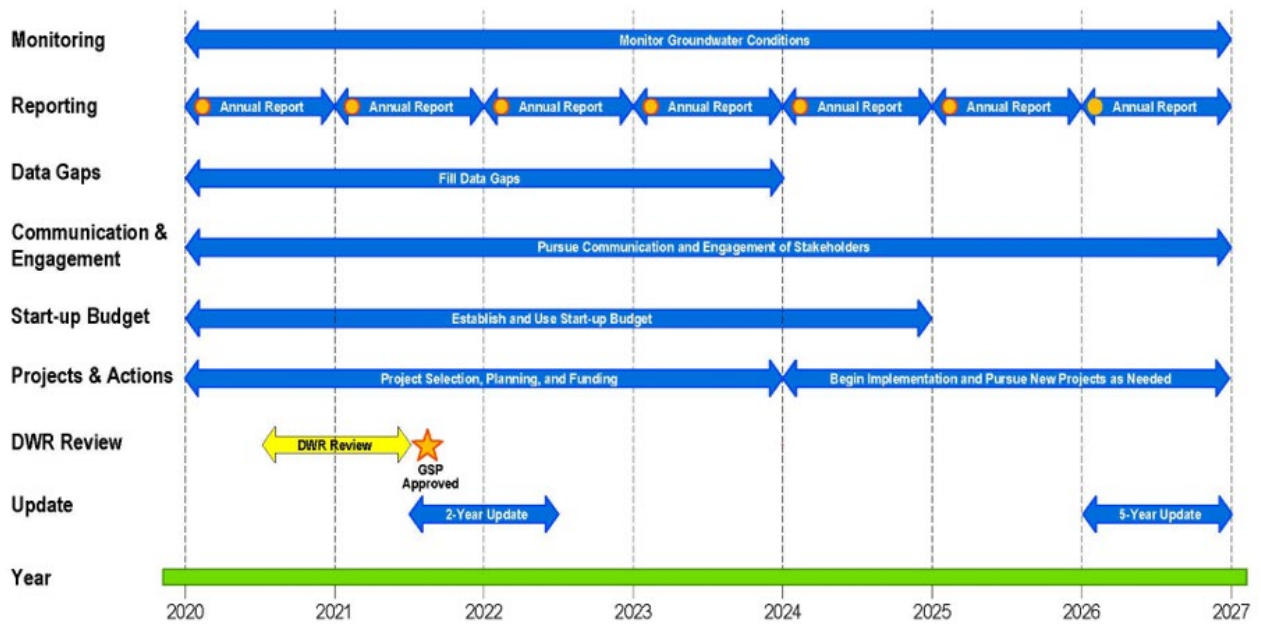 Monitoring
Monitor Groundwater Conditions
Reporting
Annual Report Annual Report Annual Report Annual Report Annual Report Annual Report Annual Report
Data Gaps
Fill Data Gaps
Communication &
Engagement
Pursue Communication and Engagement of Stakeholders
Start-up Budget
Establish and Use Start-up Budget
Projects & Actions
Project Selection, Planning, and Funding Begin Implementation and Pursue New Projects as Needed
DWR Review
DWR Review
GSP
Approved
Update
2-Year Update 5-Year Update
Year
2020 2021 2022 2023 2024 2025 2026 2027